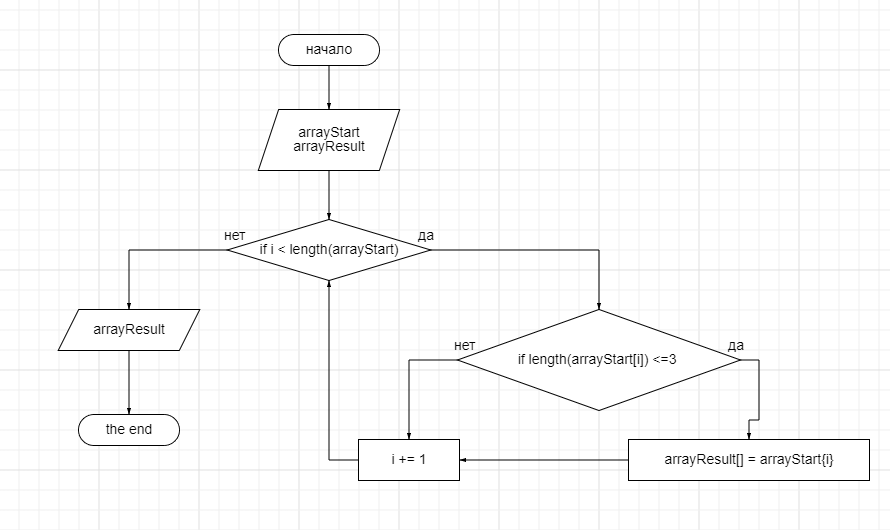 начало
arrayStart
arrayResult
нет
if i < length(arrayStart)
да
arrayResult
нет
if length(arrayStart[i]) <=3
да
the end
i += 1
arrayResult[] = arrayStart{i}